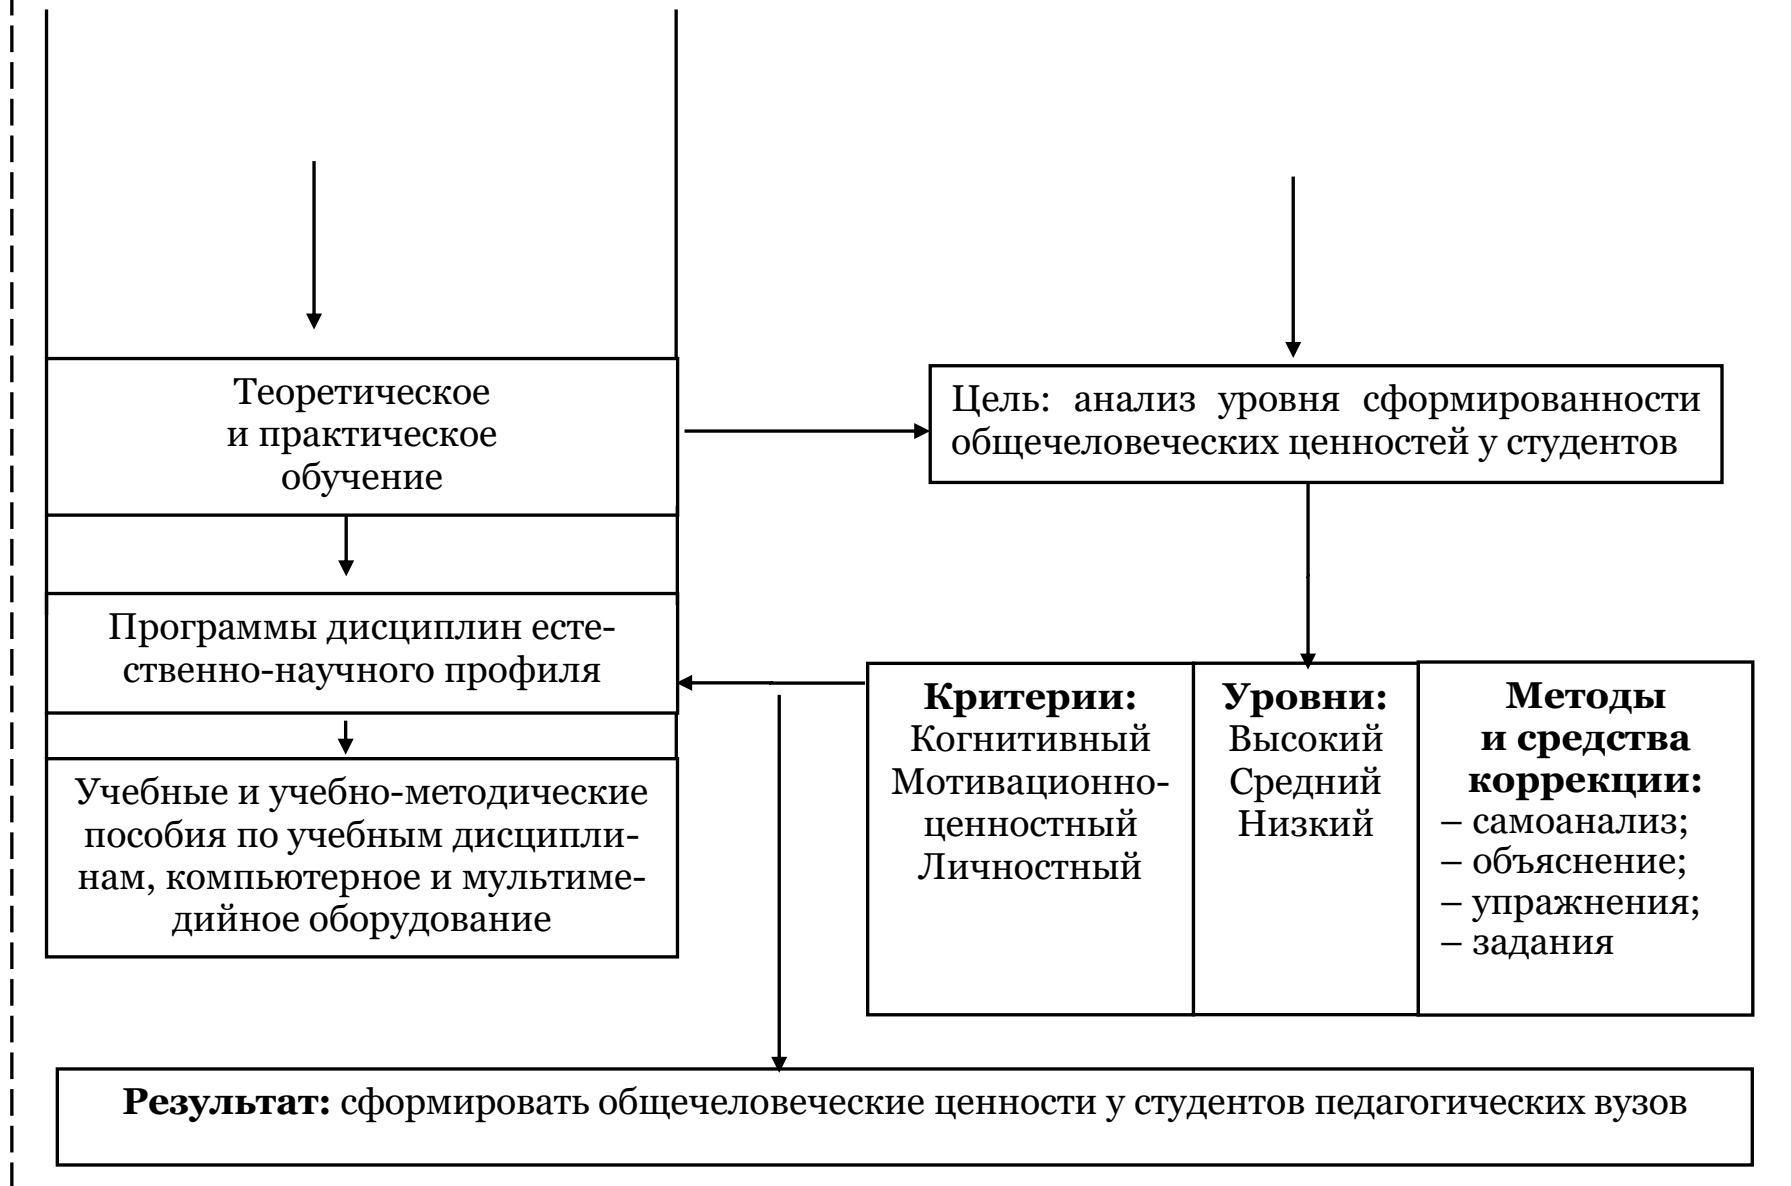 Теоретическое
и практическое
обучение
Цель: анализ уровня сформированности
общечеловеческих ценностей у студентов
Программы дисциплин есте-
ственно-научного профиля
Учебные и учебно-методические
пособия по учебным дисципли-
нам, компьютерное и мультиме-
дийное оборудование
Критерии:
Когнитивный
Мотивационно-
ценностный
Личностный
Уровни:
Высокий
Средний
Низкий
Методы
и средства
коррекции:
– самоанализ;
– объяснение;
– упражнения;
– задания
Результат: сформировать общечеловеческие ценности у студентов педагогических вузов